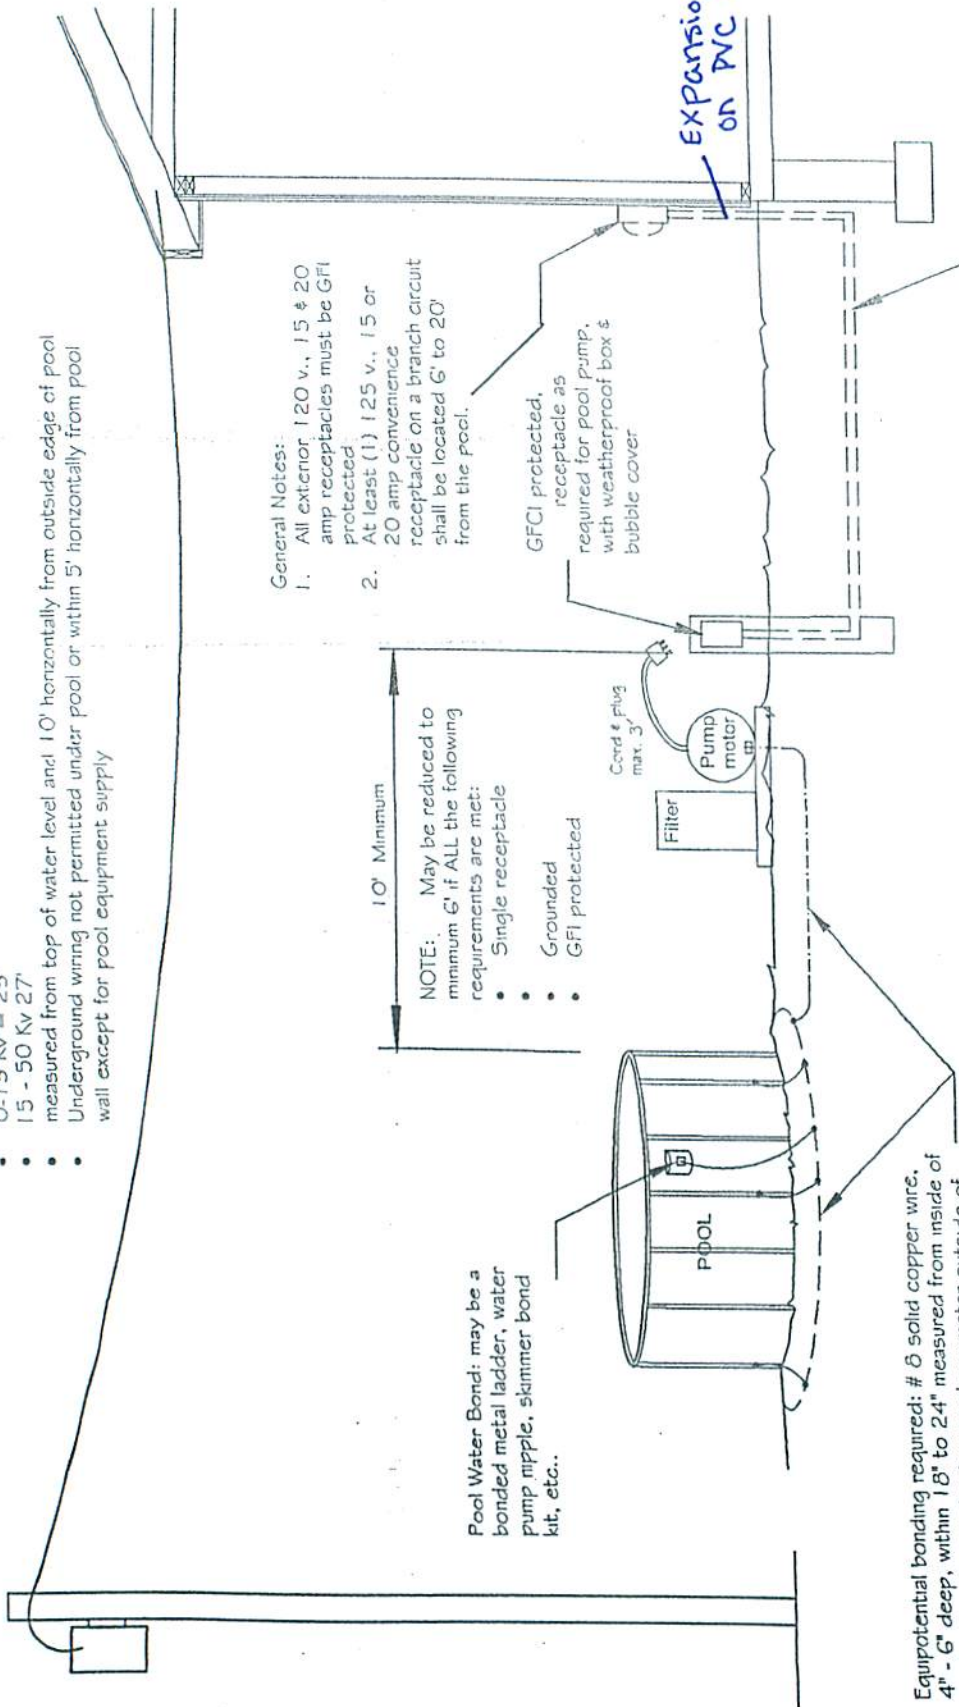 15 - 50 Kv 27'
measured from top of water level and 10' horizontally from outside edge of pool
Underground wiring not permitted under pool or within 5' horizontally from pool
wall except for pool equipment supply
General Notes:
1. All exterior 120 v., 15 & 20
amp receptacles must be GFI
protected
2. At least (1) 125 v., 15 or
20 amp convenience
receptacle on a branch circuit
shall be located 6' to 20'
from the pool.
10' Minimum
NOTE: May be reduced to
minimum 6' if ALL the following
requirements are met:
• Single receptacle
•
• Grounded
• GFI protected
GFCI protected,
receptacle as
required for pool pump,
with weatherproof box &
bubble cover
Expansio
on PVC
Cord & Plug
max. 3'
Pump
motor
Filter
POOL
Pool Water Bond: may be a
bonded metal ladder, water
pump nipple, skimmer bond
kit, etc..
Equipotential bonding required: # 8 solid copper wire,
4" - 6" deep, within 18" to 24" measured from inside of